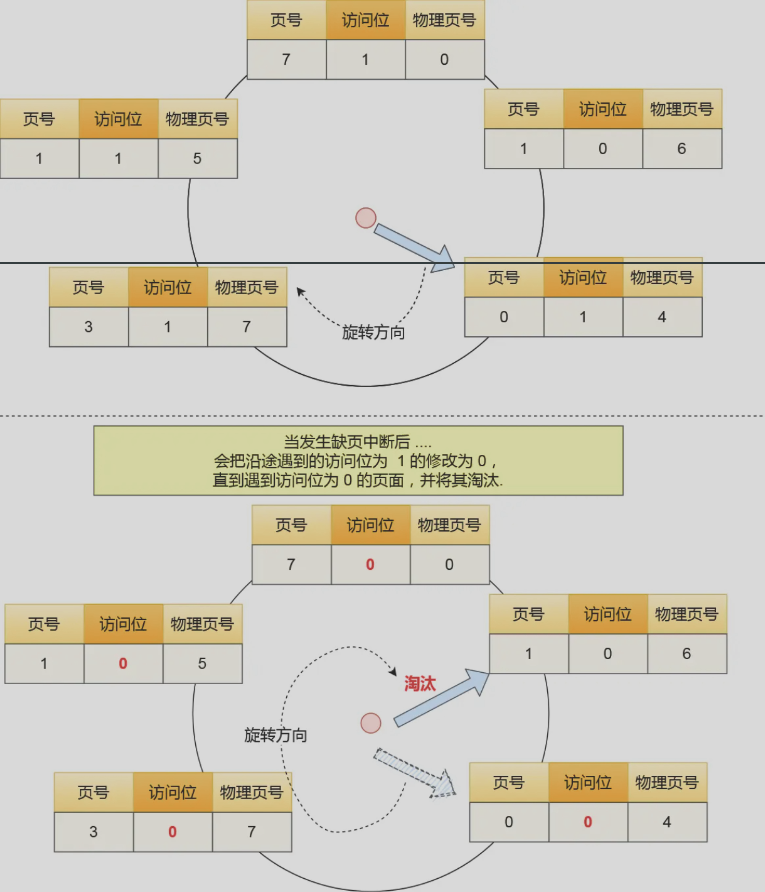 页号 访问位 物理页号
7 1 0
页号 访问位 物理页号
1 1 5
页号 访问位 物理页号
1 0 6
页号 访问位 物理页号
3 1 7
页号 访问位 物理页号
0 1 4
旋转方向
当发生缺页中断后 ....
会把沿途遇到的访问位为 1 的修改为 0，
直到遇到访问位为 0 的页面，并将其淘汰.
页号 访问位 物理页号
7 0 0
页号 访问位 物理页号
1 0 5
页号 访问位 物理页号
1 0 6
淘汰
旋转方向
页号 访问位 物理页号
3 0 7
页号 访问位 物理页号
0 0 4